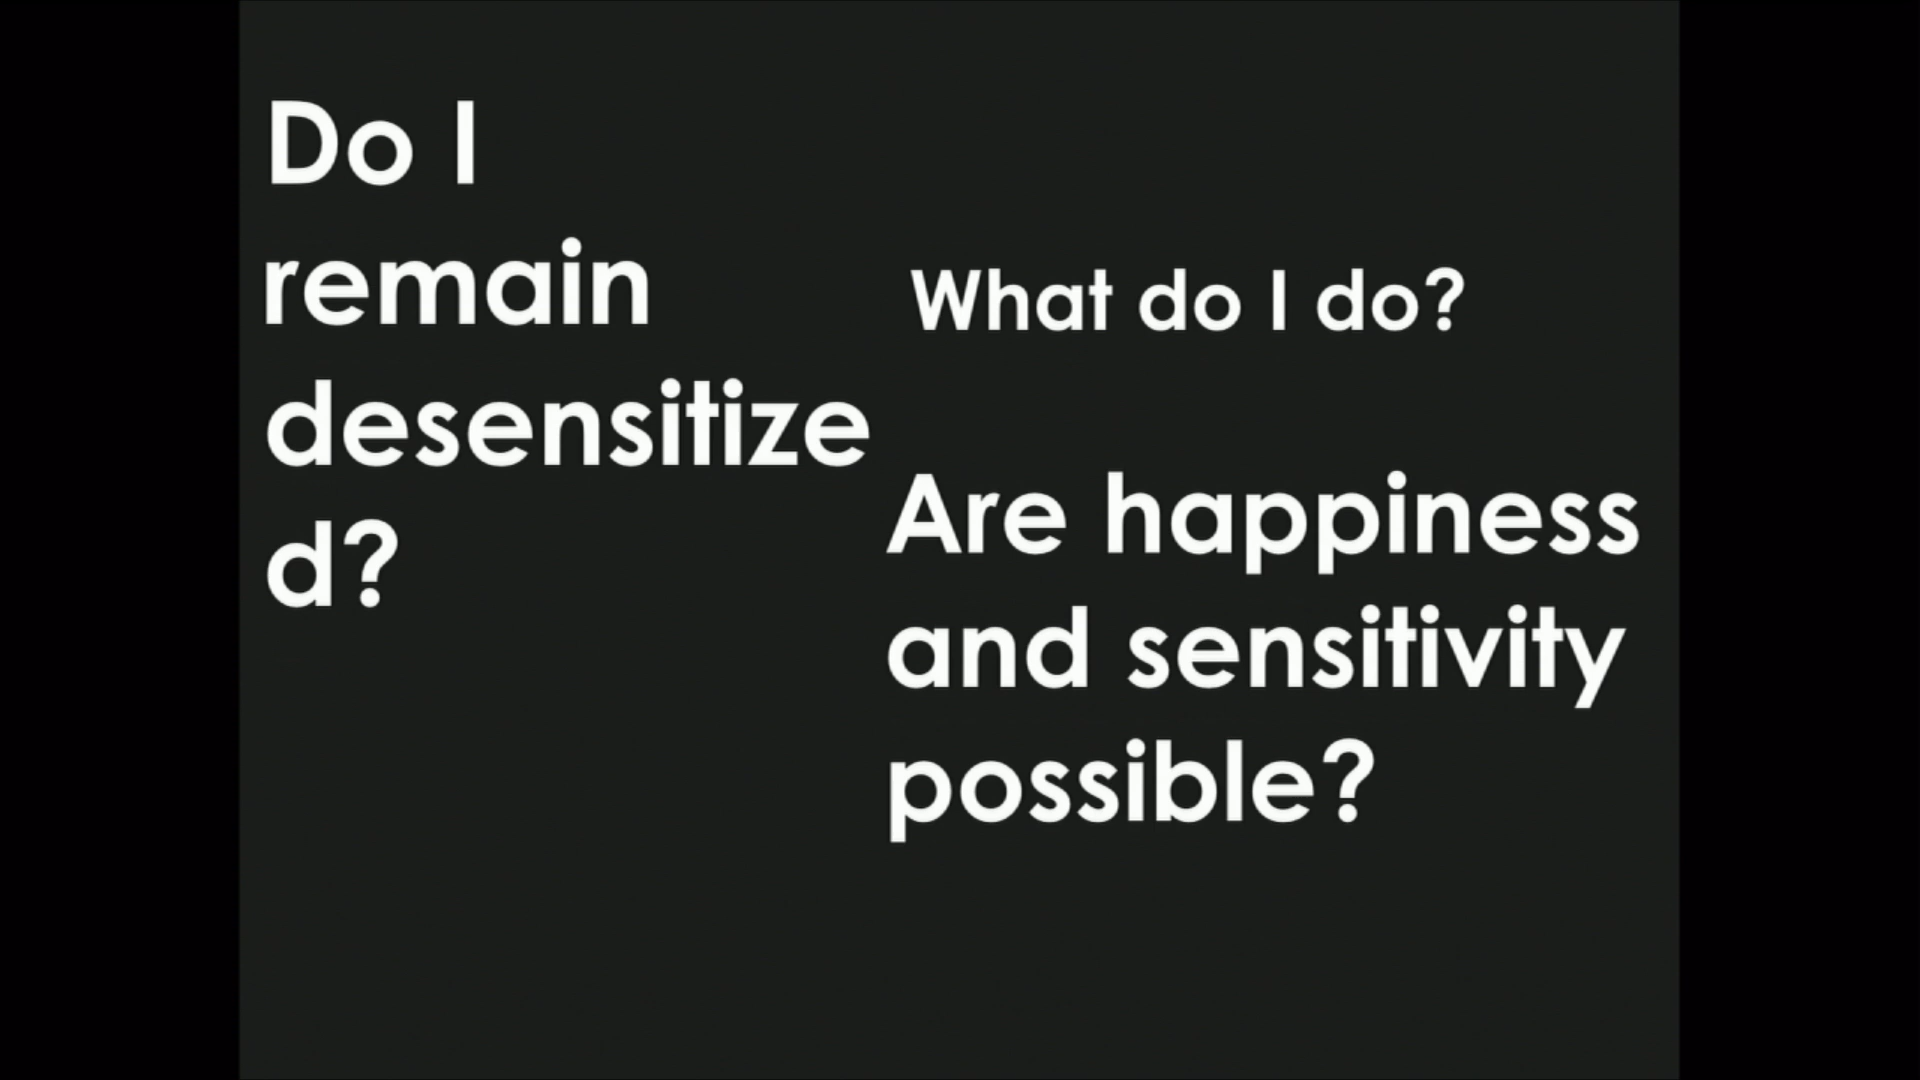 Do I
remain
desensitize
d?
What do I do?
Are happiness
and sensitivity
possible?